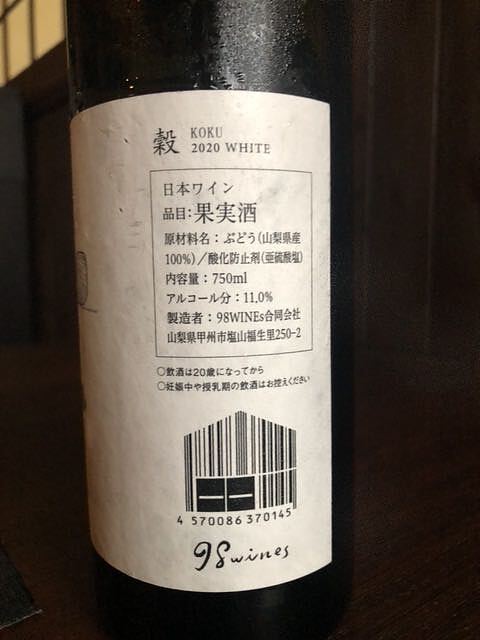 穀 KOKU
2020 WHITE
日本ワイン
品目:果実酒
原材料名:ぶどう(山梨県産
100%)/酸化防止剤(亜硫酸塩)
内容量:750ml
アルコール分:11.0%
製造者:98WINEs合同会社
山梨県甲州市塩山福生里250-2
○飲酒は20歳になってから
○妊娠中や授乳期の飲酒はお控えください
4 570086 370145
98wines